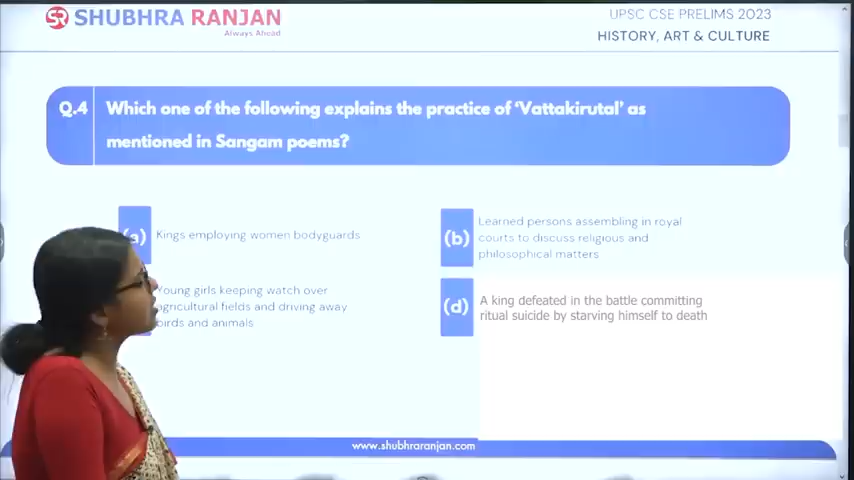 SR SHUBHRA RANJAN
Always Ahead
UPSC CSE PRELIMS 2023
HISTORY, ART & CULTURE
Q.4
Which one of the following explains the practice of ‘Vattakirutal’ as
mentioned in Sangam poems?
(a) Kings employing women bodyguards
(b) Learned persons assembling in royal
courts to discuss religious and
philosophical matters
Young girls keeping watch over
agricultural fields and driving away
birds and animals
(d) A king defeated in the battle committing
ritual suicide by starving himself to death
www.shubhraranjan.com